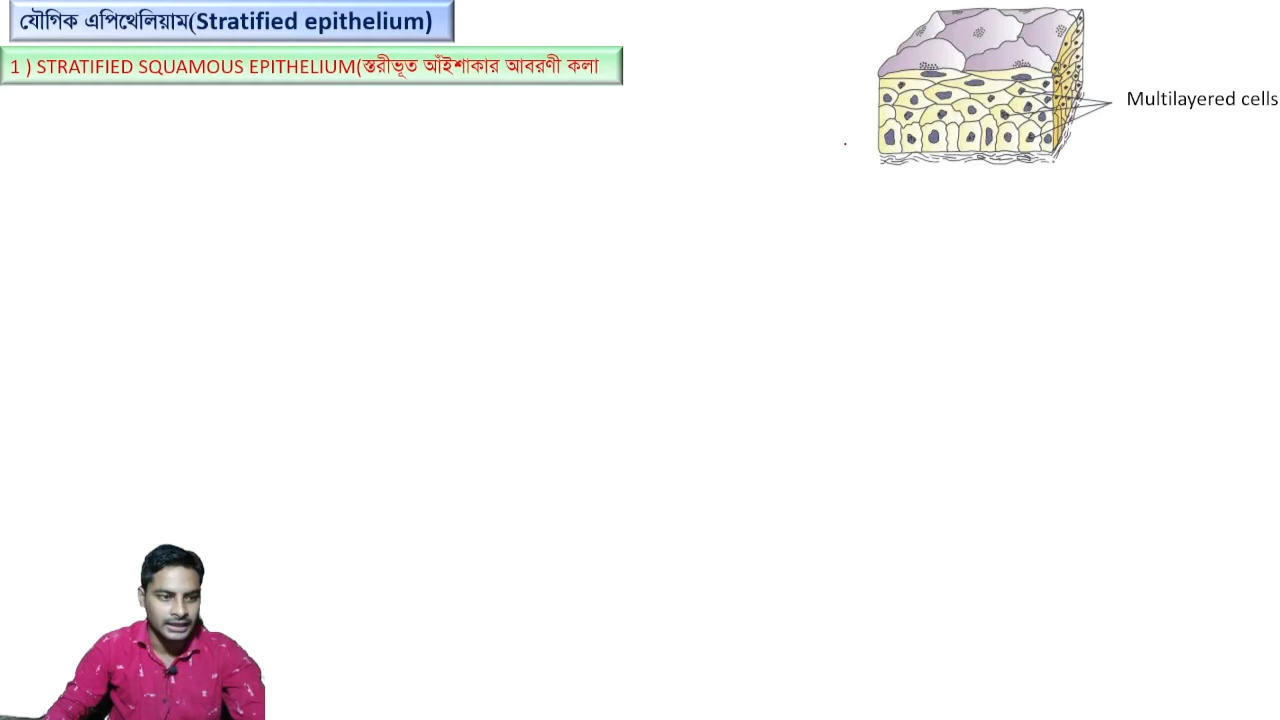 যৌগিক এপিথেলিয়াম(Stratified epithelium)
1 ) STRATIFIED SQUAMOUS EPITHELIUM(স্তরীভূত আঁইশাকার আবরণী কলা
Multilayered cells